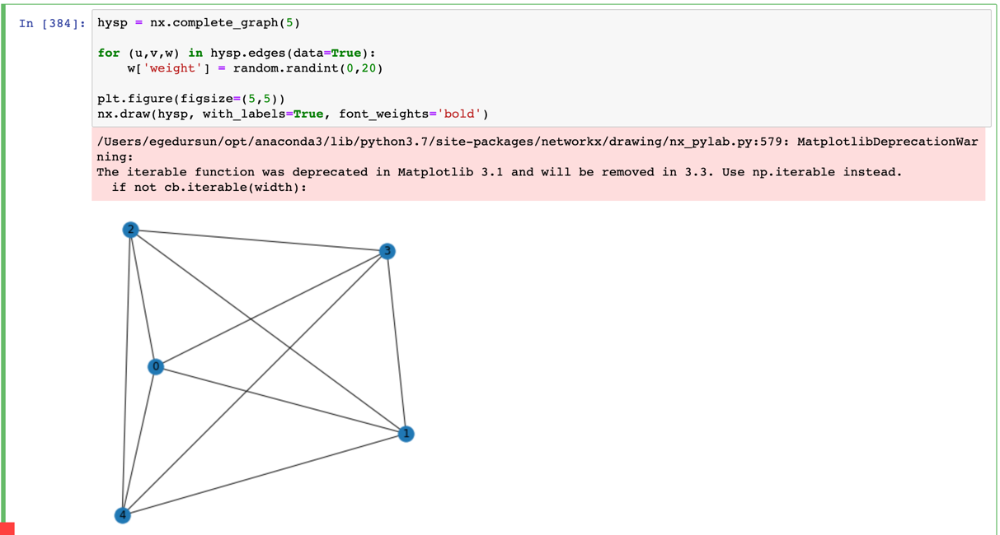 In [384]:
hysp = nx.complete_graph(5)
for (u,v,w) in hysp.edges(data=True):
    w['weight'] = random.randint(0,20)
plt.figure(figsize=(5,5))
nx.draw(hysp, with_labels=True, font_weights='bold')
/Users/egedursun/opt/anaconda3/lib/python3.7/site-packages/networkx/drawing/nx_pylab.py:579: MatplotlibDeprecationWar
ning:
The iterable function was deprecated in Matplotlib 3.1 and will be removed in 3.3. Use np.iterable instead.
  if not cb.iterable(width):
2
3
0
1
4